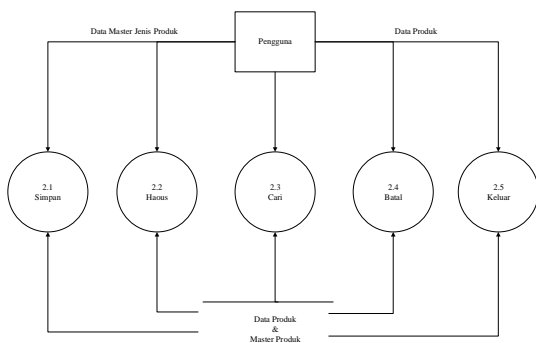 Data Master Jenis Produk
Pengguna
Data Produk
2.1
Simpan
2.2
Haous
2.3
Cari
2.4
Batal
2.5
Keluar
Data Produk
&
Master Produk